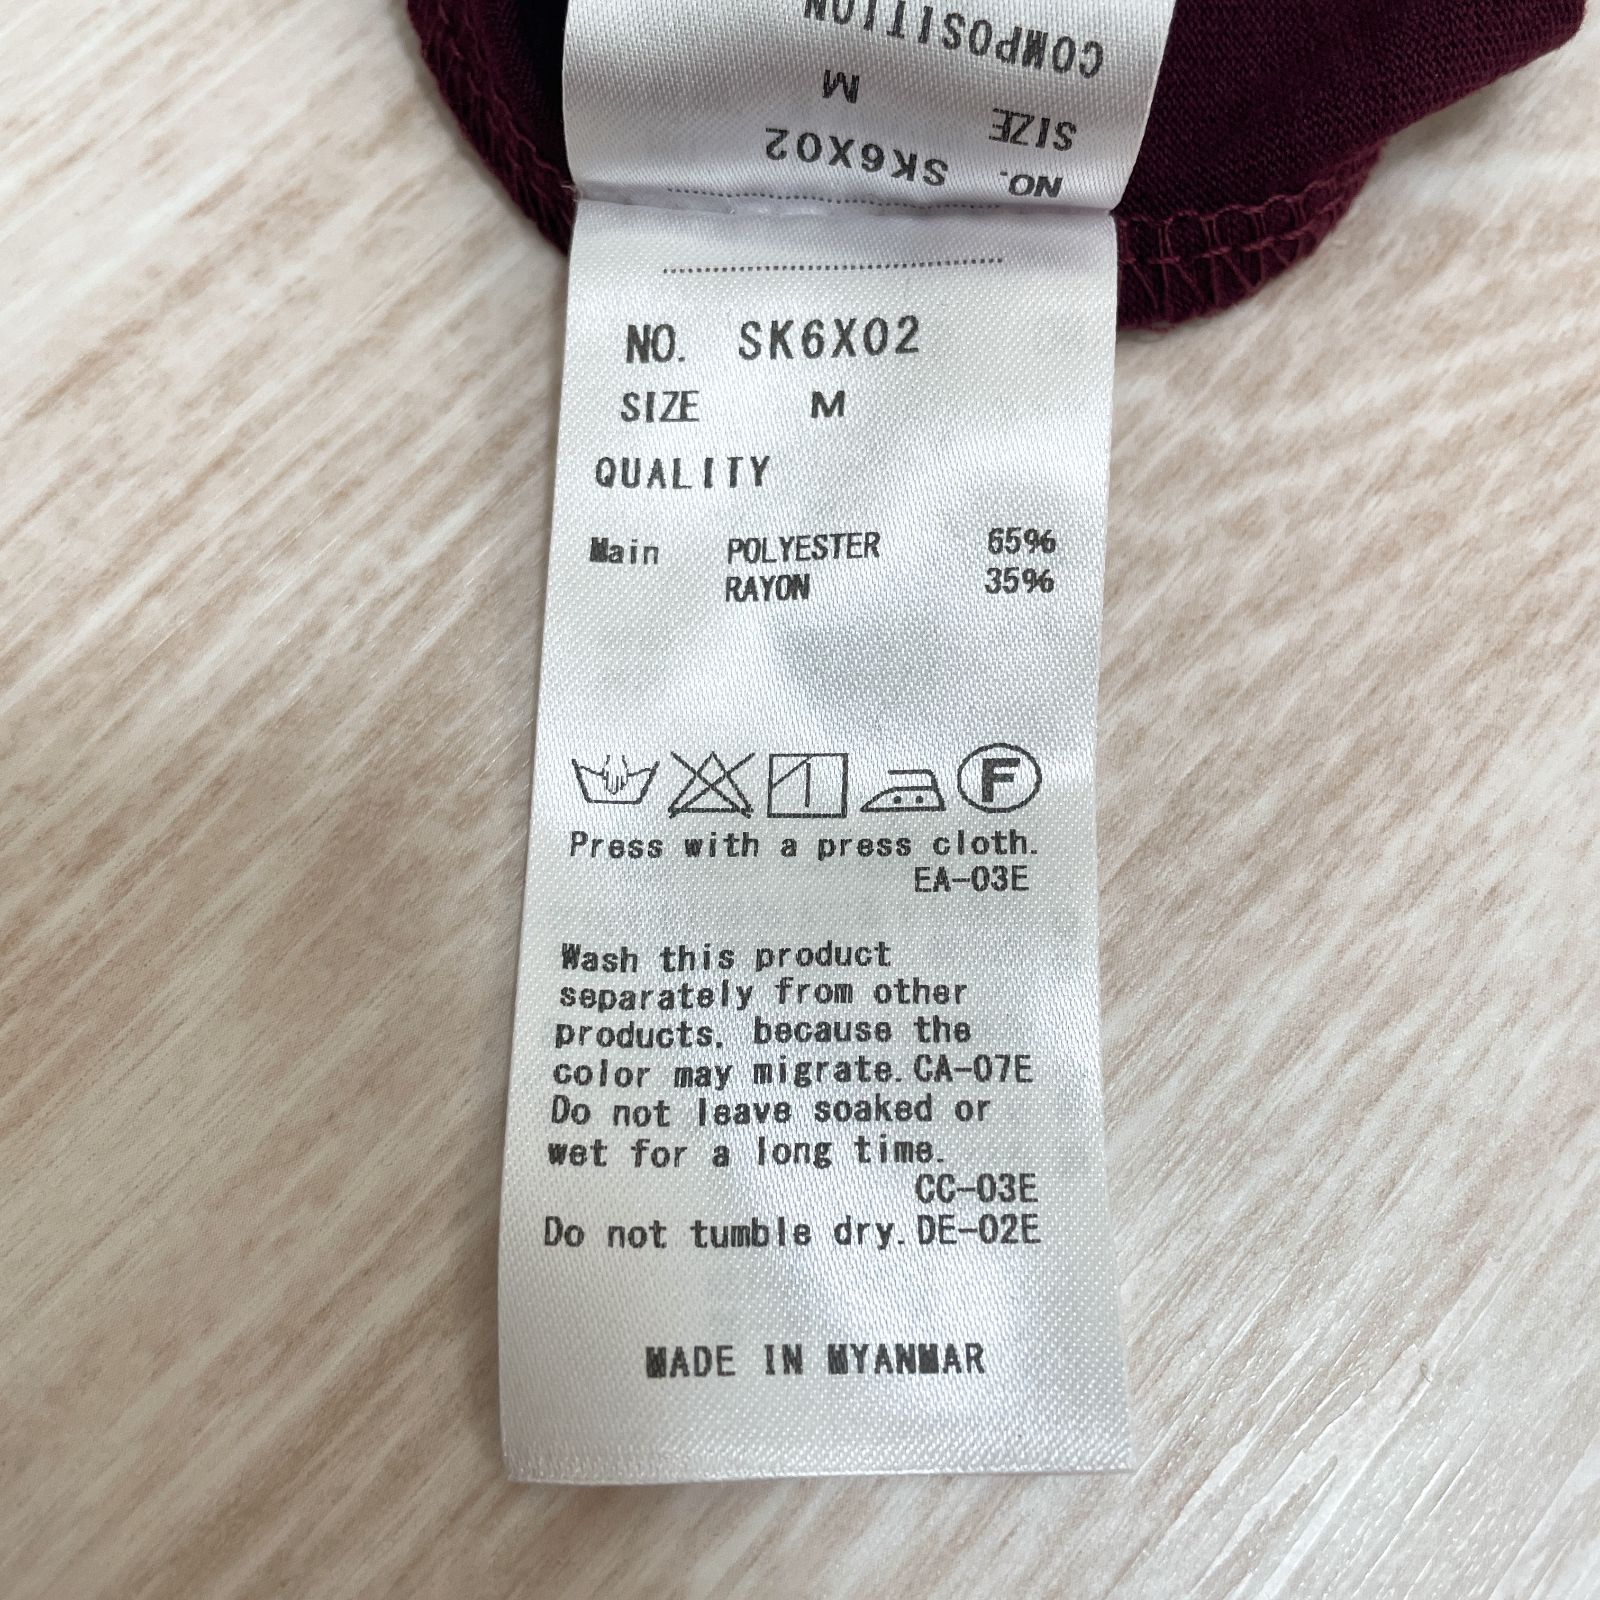 COMPOSITION
SIZE M
NO. SK6X02
NO. SK6X02
SIZE M
QUALITY
Main POLYESTER 65%
RAYON 35%
F
Press with a press cloth.
EA-03E
Wash this product
separately from other
products, because the
color may migrate. CA-07E
Do not leave soaked or
wet for a long time.
CC-03E
Do not tumble dry. DE-02E
MADE IN MYANMAR